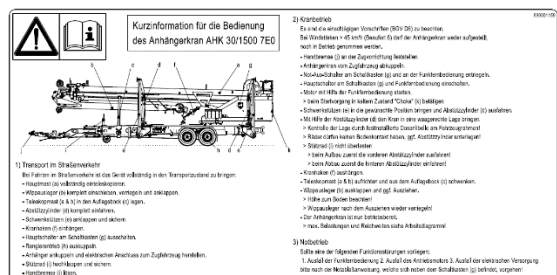 Kurzinformation für die Bedienung
des Anhängerkran AHK 30/1500 7E0
1) Transport im Straßenverkehr
Bei Fahrten im Straßenverkehr ist das Gerät vollständig in den Transportzustand zu bringen:
- Hauptmast (a) vollständig einteleskopieren.
- Wippausleger (b) komplett einschieben, verriegeln und anklappen.
- Teleskopmast (a & b) in den Auflagebock (c) legen.
- Abstützzylinder (d) komplett einfahren.
- Schwenkstützen (e) anklappen und sichern.
- Kranhaken (f) einhängen.
- Hauptschalter am Schaltkasten (g) ausschalten.
- Rangierantrieb (h) auskuppeln.
- Anhänger ankuppeln und elektrischen Anschluss zum Zugfahrzeug herstellen.
- Stützrad (i) hochklappen und sichern.
- Handbremse (j) lösen.
2) Kranbetrieb
Es sind die einschlägigen Vorschriften (BGV D6) zu beachten.
Bei Windstärken > 45 km/h (Beaufort 6) darf der Anhängerkran weder aufgestellt,
noch in Betrieb genommen werden.
- Handbremse (j) an der Zugvorrichtung feststellen.
- Anhängerkran vom Zugfahrzeug abkuppeln.
- Not-Aus-Schalter am Schaltkasten (g) und an der Funkfernbedienung entriegeln.
- Hauptschalter am Schaltkasten (g) und Funkfernbedienung einschalten.
- Motor mit Hilfe der Funkfernbedienung starten.
> beim Startvorgang in kaltem Zustand "Choke" (k) betätigen
- Schwenkstützen (e) in die gewünschte Position bringen und Abstützzylinder (d) ausfahren.
- Mit Hilfe der Abstützzylinder (d) den Kran in eine waagerechte Lage bringen.
> Kontrolle der Lage durch festinstallierte Dosenlibelle am Fahrzeugrahmen!
> Räder dürfen keinen Bodenkontakt haben, ggf. Abstützzylinder unterlegen!
> Stützrad (i) nicht überlasten
> beim Aufbau zuerst die vorderen Abstützzylinder ausfahren!
> beim Abbau zuerst die hinteren Abstützzylinder einfahren!
- Kranhaken (f) aushängen.
- Teleskopmast (a & b) aufrichten und aus dem Auflagebock (c) schwenken.
- Wippausleger (b) ausklappen und ggf. Ausziehen.
> Höhe zum Boden beachten!
> Wippausleger nach dem Ausziehen wieder verriegeln!
- Der Anhängerkran ist nun betriebsbereit.
> max. Belastungen und Reichweiten siehe Arbeitsdiagramm!
3) Notbetrieb
Sollte eine der folgenden Funktionsstörungen vorliegen:
1. Ausfall der Funkfernbedienung 2. Ausfall des Antriebsmotors 3. Ausfall der elektrischen Versorgung
bitte nach der Notablassanweisung, welche sich neben dem Schaltkasten (g) befindet, vorgehen!